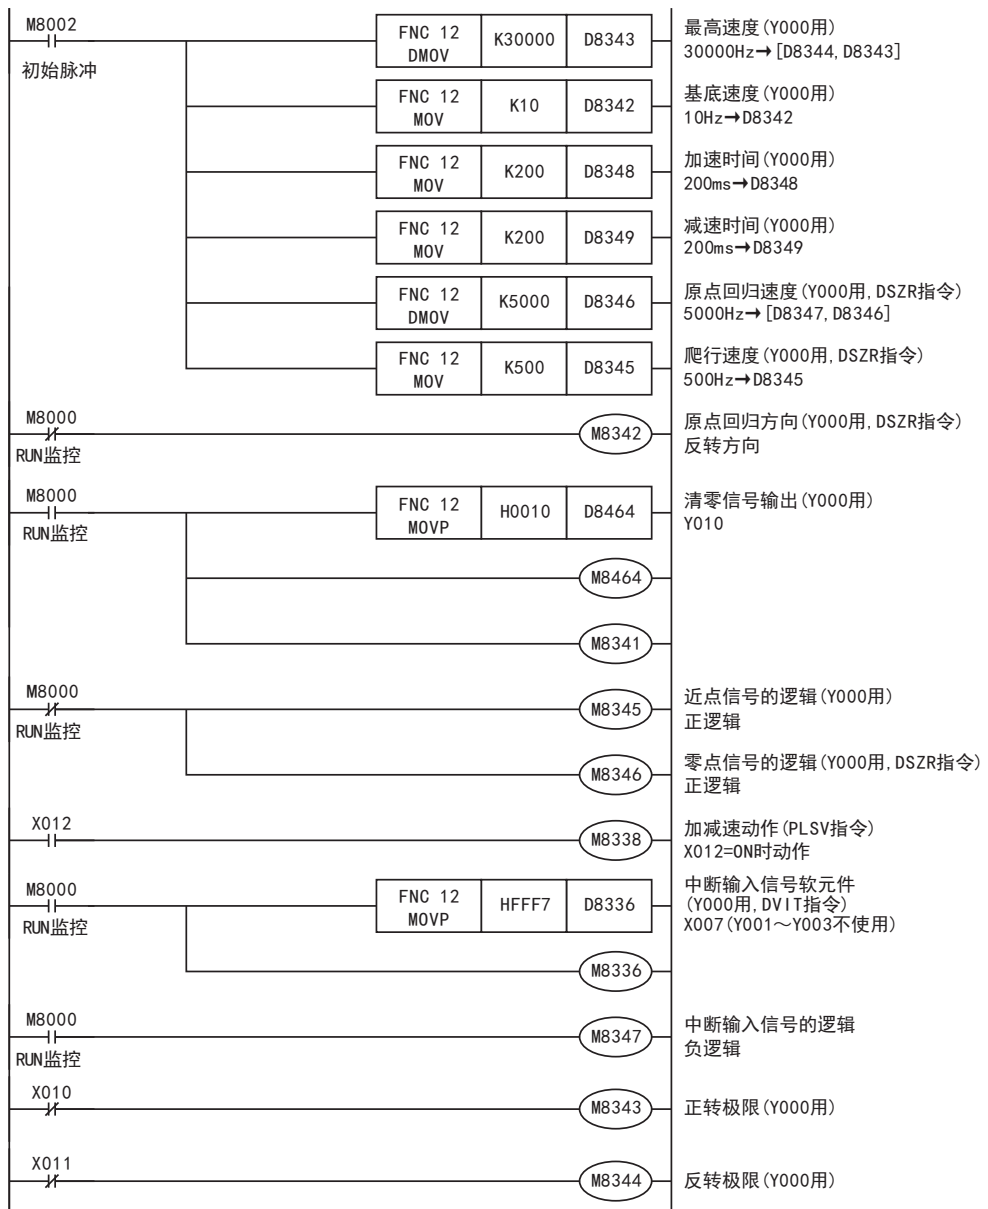 M8002
初始脉冲
FNC 12
DMOV
K30000
D8343
最高速度(Y000用)
30000Hz→[D8344,D8343]
FNC 12
MOV
K10
D8342
基底速度(Y000用)
10Hz→D8342
FNC 12
MOV
K200
D8348
加速时间(Y000用)
200ms→D8348
FNC 12
MOV
K200
D8349
减速时间(Y000用)
200ms→D8349
FNC 12
DMOV
K5000
D8346
原点回归速度(Y000用,DSZR指令)
5000Hz→[D8347,D8346]
FNC 12
MOV
K500
D8345
爬行速度(Y000用,DSZR指令)
500Hz→D8345
M8000
RUN监控
M8342
原点回归方向(Y000用,DSZR指令)
反转方向
M8000
RUN监控
FNC 12
MOVP
H0010
D8464
清零信号输出(Y000用)
Y010
M8464
M8341
M8000
RUN监控
M8345
近点信号的逻辑(Y000用)
正逻辑
M8346
零点信号的逻辑(Y000用,DSZR指令)
正逻辑
X012
M8338
加减速动作(PLSV指令)
X012=ON时动作
M8000
RUN监控
FNC 12
MOVP
HFFF7
D8336
中断输入信号软元件
(Y000用,DVIT指令)
X007(Y001～Y003不使用)
M8336
M8000
RUN监控
M8347
中断输入信号的逻辑
负逻辑
X010
M8343
正转极限(Y000用)
X011
M8344
反转极限(Y000用)